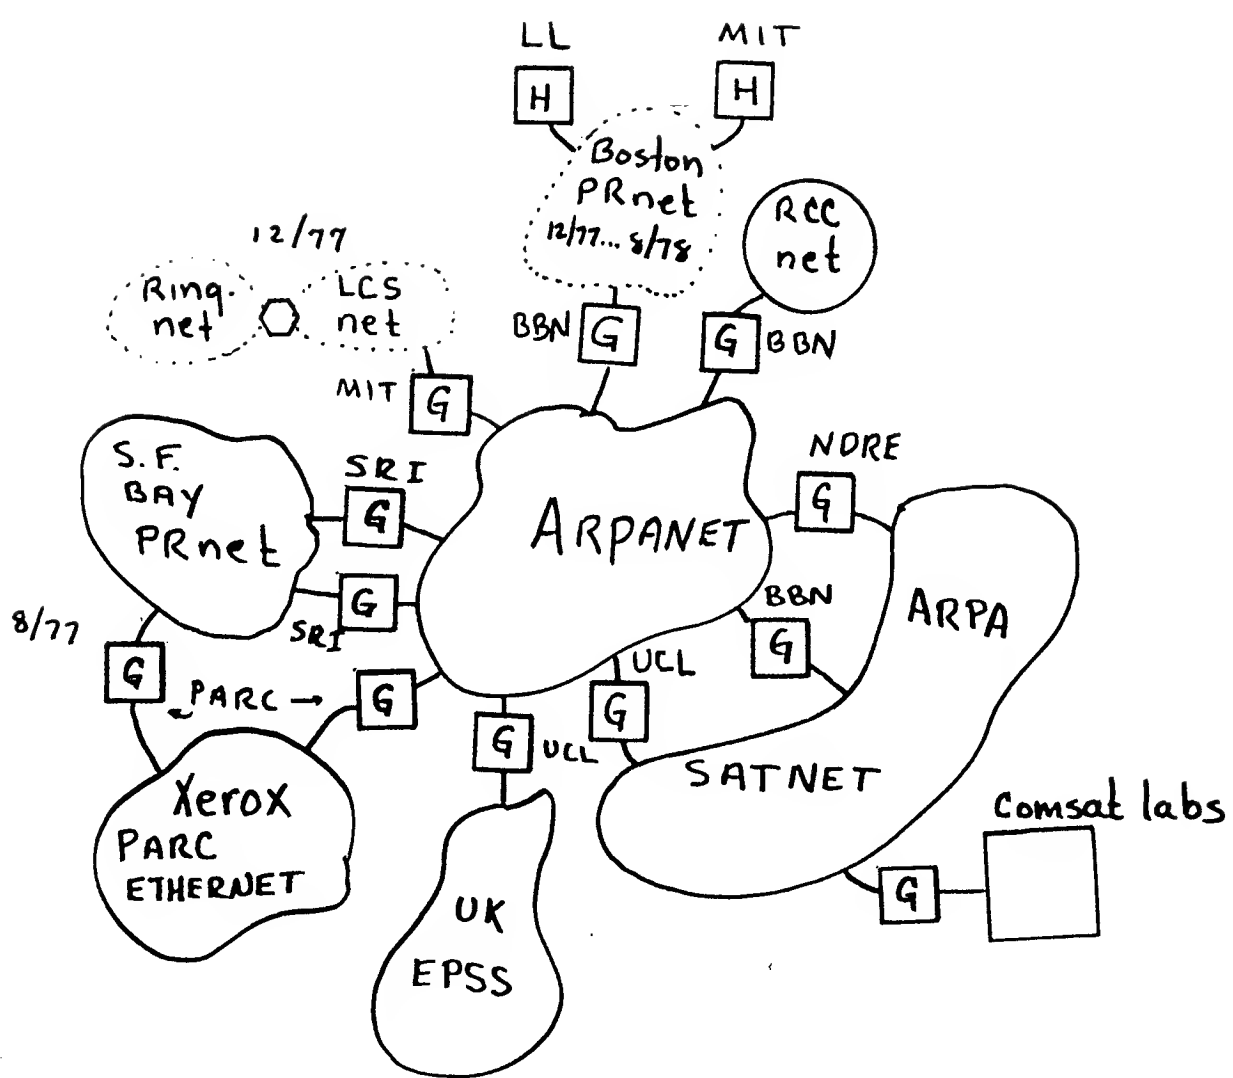 LL
MIT
H
H
Boston
PRnet
12/77... 8/78
RCC
net
12/77
Ring.
net
LCS
net
BBN
G
G
BBN
MIT
G
S.F.
BAY
PRnet
SRI
G
NDRE
G
ARPANET
G
SRI
8/77
G
BBN
G
ARPA
SATNET
UCL
G
PARC
G
G
UCL
Xerox
PARC
ETHERNET
Comsat labs
G
UK
EPSS